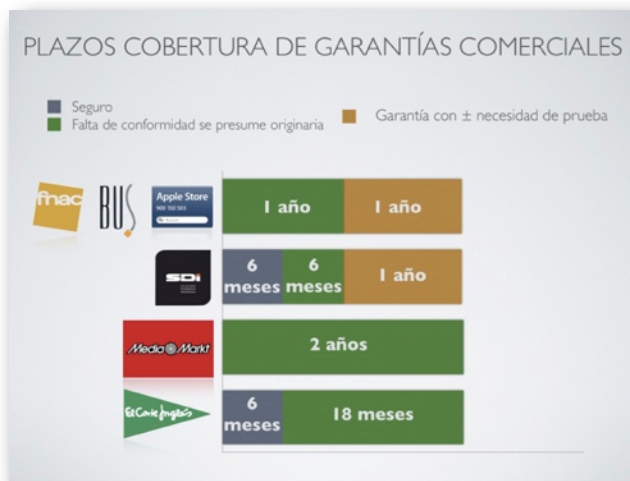 PLAZOS COBERTURA DE GARANTÍAS COMERCIALES
Seguro
Falta de conformidad se presume originaria
Garantía con ± necesidad de prueba
fnac
Apple Store
1 año
1 año
SDi
6 meses
6 meses
1 año
Media Markt
2 años
El Corte Inglés
6 meses
18 meses